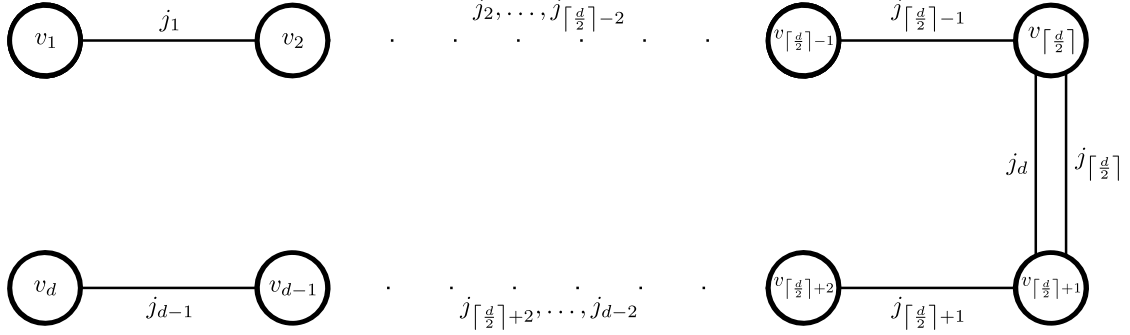 j_1
j_2, . . . , j_{⌈d/2⌉−2}
j_{⌈d/2⌉−1}
v_1
v_2
v_{⌈d/2⌉−1}
v_{⌈d/2⌉}
j_d
j_{⌈d/2⌉}
v_d
v_{d−1}
v_{⌈d/2⌉+2}
v_{⌈d/2⌉+1}
j_{d−1}
j_{⌈d/2⌉+2}, . . . , j_{d−2}
j_{⌈d/2⌉+1}